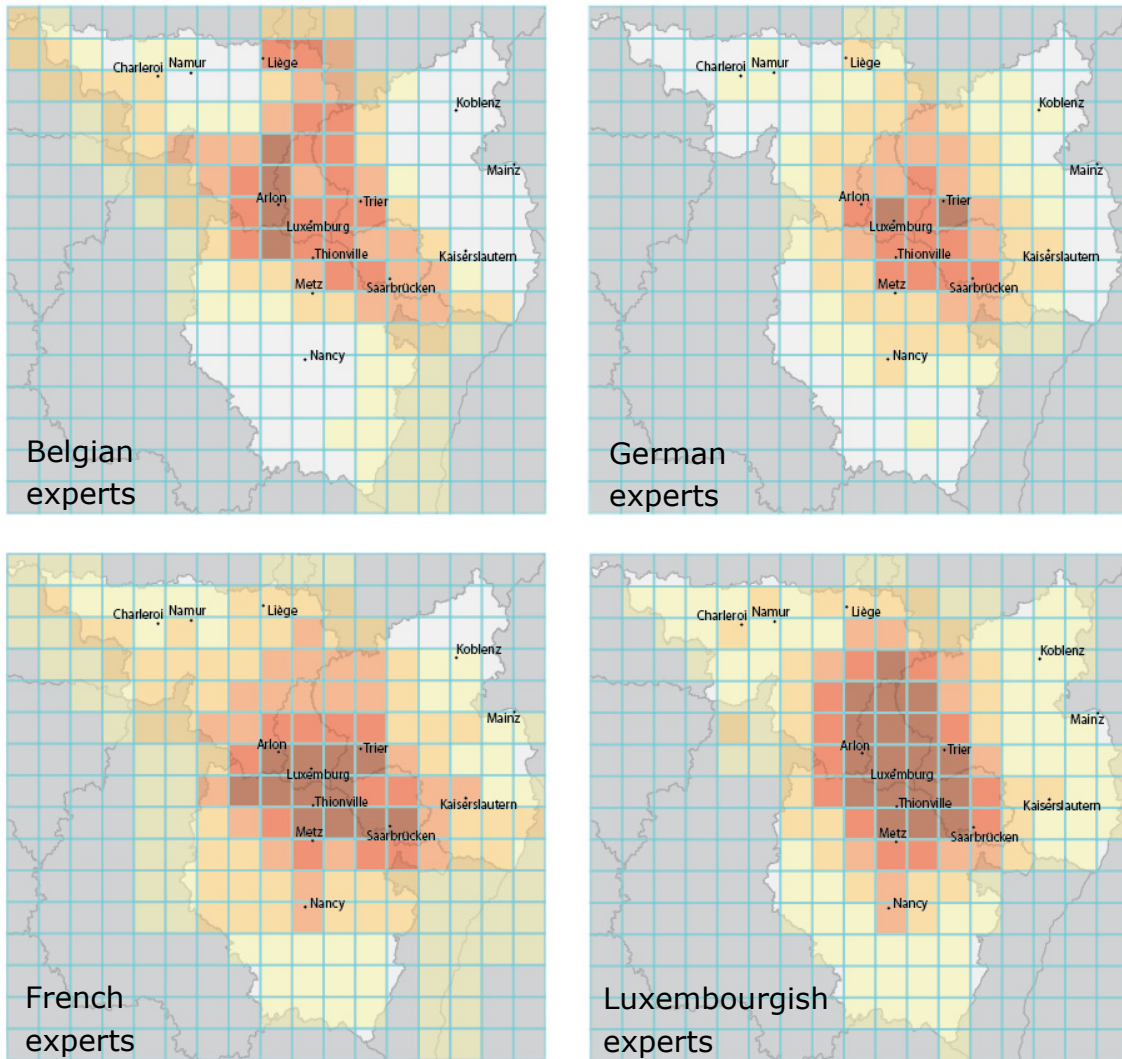 Charleroi Namur Liège
Koblenz
Mainz
Arlon Trier
Luxemburg
Thionville Kaiserslautern
Metz Saarbrücken
Nancy
Belgian
experts
Charleroi Namur Liège
Koblenz
Mainz
Arlon Trier
Luxemburg
Thionville Kaiserslautern
Metz Saarbrücken
Nancy
German
experts
Charleroi Namur Liège
Koblenz
Mainz
Arlon Trier
Luxemburg
Thionville Kaiserslautern
Metz Saarbrücken
Nancy
French
experts
Charleroi Namur Liège
Koblenz
Mainz
Arlon Trier
Luxemburg
Thionville Kaiserslautern
Metz Saarbrücken
Nancy
Luxembourgish
experts